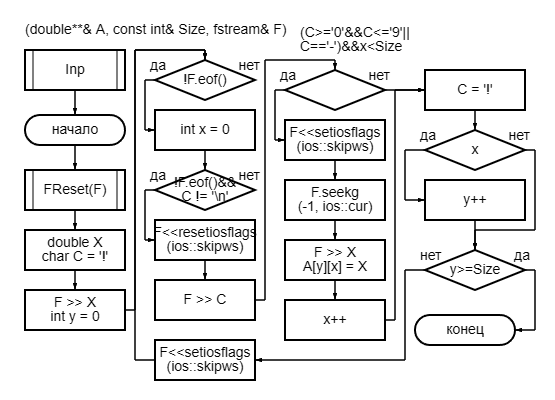 (double**& A, const int& Size, fstream& F)
Inp
начало
FReset(F)
double X
char C = '!'
F >> X
int y = 0
да
нет
!F.eof()
int x = 0
да
нет
!F.eof()&&
C != '\n'
F<<resetiosflags
(ios::skipws)
F >> C
F<<setiosflags
(ios::skipws)
(C>='0'&&C<='9'||
C=='-')&&x<Size
да
нет
F<<setiosflags
(ios::skipws)
F.seekg
(-1, ios::cur)
F >> X
A[y][x] = X
x++
C = '!'
да
нет
x
y++
нет
да
y>=Size
конец